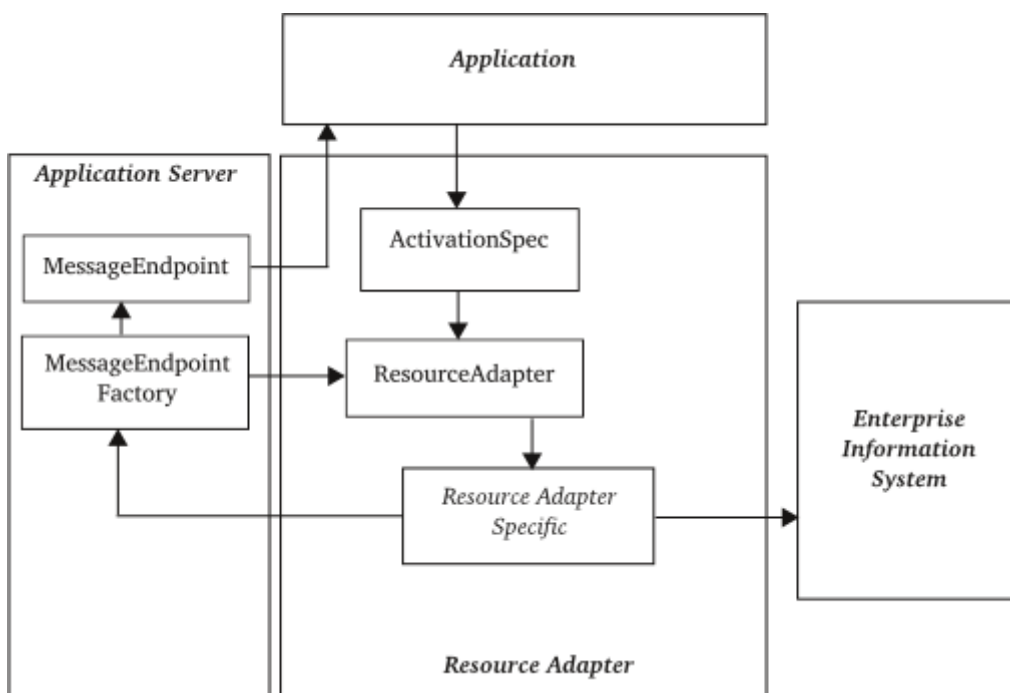 Application
Application Server
MessageEndpoint
MessageEndpoint
Factory
ActivationSpec
ResourceAdapter
Resource Adapter
Specific
Resource Adapter
Enterprise
Information
System